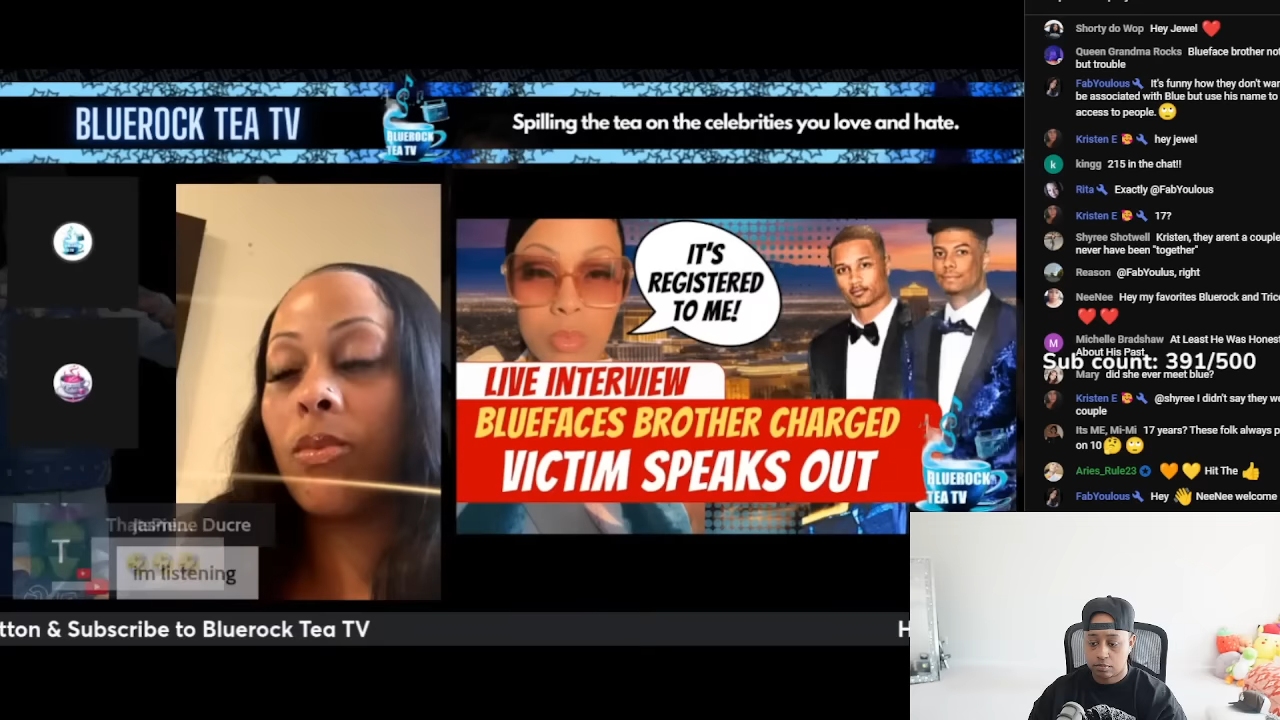 BLUEROCK TEA TV
BLUEROCK
TEA TV
Spilling the tea on the celebrities you love and hate.
IT'S
REGISTERED
TO ME!
LIVE INTERVIEW
BLUEFACES BROTHER CHARGED
VICTIM SPEAKS OUT
BLUEROCK
TEA TV
Jasmine Ducre
T
im listening
tton & Subscribe to Bluerock Tea TV
H
Shorty do Wop Hey Jewel ❤️
Queen Grandma Rocks Blueface brother not
but trouble
FabYoulous 🔧 It's funny how they don't
be associated with Blue but use his name to
access to people. 🙄
Kristen E 🥰 🔧 hey jewel
k
kingg 215 in the chat!!
Rita 🔧 Exactly @FabYoulous
Kristen E 🥰 🔧 17?
Shyree Shotwell Kristen, they arent a couple
never have been "together"
Reason @FabYoulus, right
NeeNee Hey my favorites Bluerock and
❤️❤️
M
Michelle Bradshaw At Least He Was Honest
About His Past,
Sub count: 391/500
Mary did she ever meet blue?
Kristen E 🥰 🔧 @shyree I didn't say they
couple
Its ME, Mi-Mi 17 years? These folk always
on 10 🤔 🙄
Aries_Rule23 🧡 💛 Hit The 👍
FabYoulous 🔧 Hey 👋 NeeNee welcome